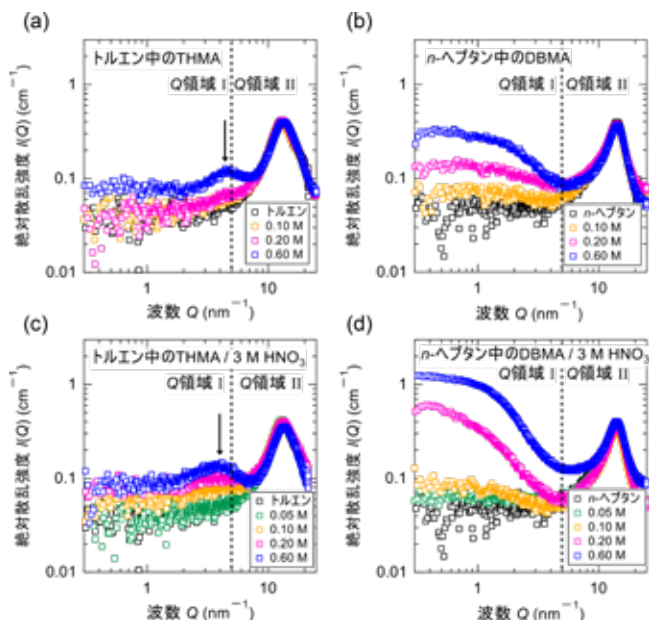 (a)
トルエン中のTHMA
Q領域 I
Q領域 II
絶対散乱強度 I(Q) (cm⁻¹)
1
0.1
0.01
トルエン
0.10 M
0.20 M
0.60 M
1
10
波数 Q (nm⁻¹)
(b)
n-ヘプタン中のDBMA
Q領域 I
Q領域 II
絶対散乱強度 I(Q) (cm⁻¹)
1
0.1
0.01
n-ヘプタン
0.10 M
0.20 M
0.60 M
1
10
波数 Q (nm⁻¹)
(c)
トルエン中のTHMA / 3 M HNO₃
Q領域 I
Q領域 II
絶対散乱強度 I(Q) (cm⁻¹)
1
0.1
0.01
トルエン
0.05 M
0.10 M
0.20 M
0.60 M
1
10
波数 Q (nm⁻¹)
(d)
n-ヘプタン中のDBMA / 3 M HNO₃
Q領域 I
Q領域 II
絶対散乱強度 I(Q) (cm⁻¹)
1
0.1
0.01
n-ヘプタン
0.05 M
0.10 M
0.20 M
0.60 M
1
10
波数 Q (nm⁻¹)